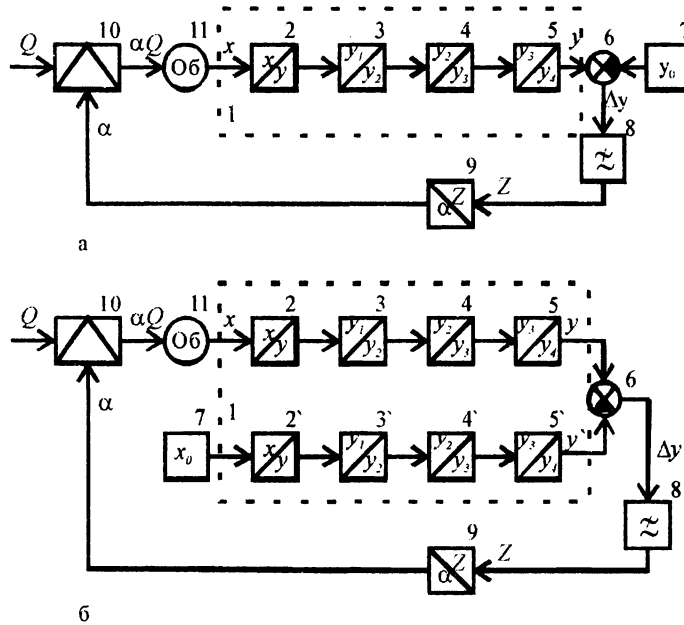 10 11 2 3 4 5 7
Q αQ Об x x y y₁ y₂ y₂ y₃ y₃ y₄ y 6 y₀
Δy
α 1 8
9
α Z Z
а
10 11 2 3 4 5
Q αQ Об x x y y₁ y₂ y₂ y₃ y₃ y₄ y
6
α 7 1 2` 3` 4` 5`
x₀ x y y₁ y₂ y₂ y₃ y₃ y₄ y`
Δy
8
9
α Z Z
б